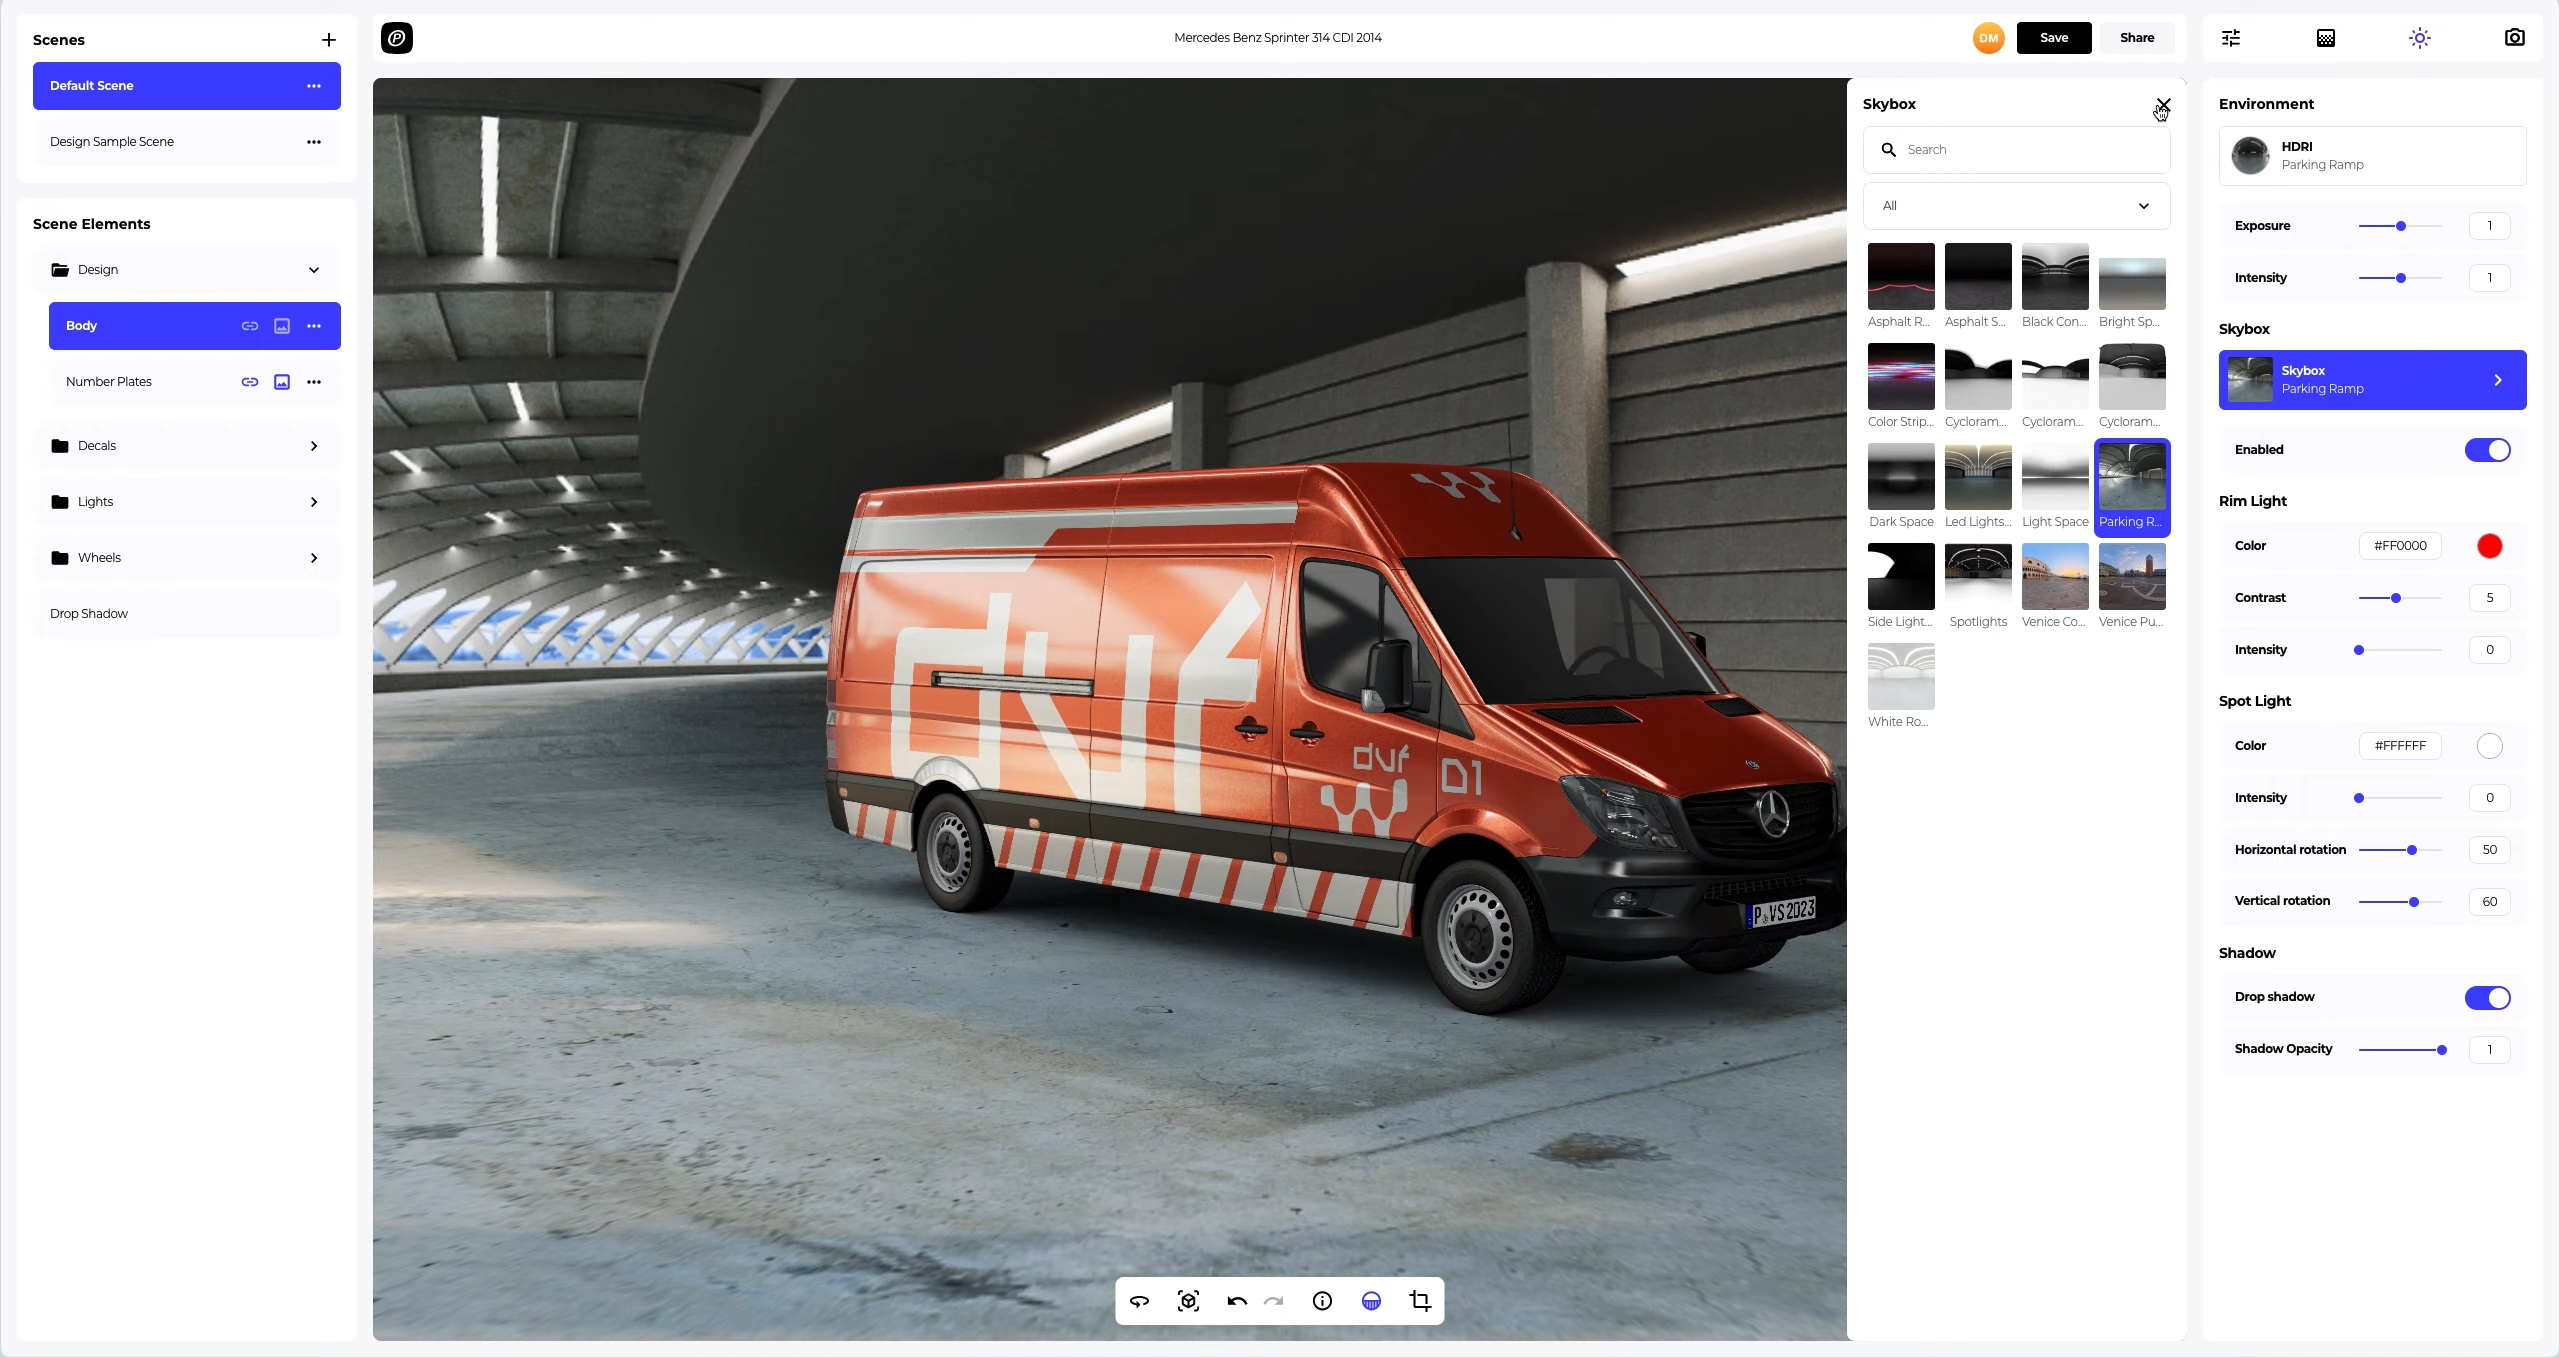 Scenes
Default Scene
Design Sample Scene
Scene Elements
Design
Body
Number Plates
Decals
Lights
Wheels
Drop Shadow
Mercedes Benz Sprinter 314 CDI 2014
DM
Save
Share
duf
duf
D1
P VS 2023
Skybox
Search
All
Asphalt R...
Asphalt S...
Black Con...
Bright Sp...
Color Strip...
Cycloram...
Cycloram...
Cycloram...
Dark Space
Led Lights...
Light Space
Parking R...
Side Light...
Spotlights
Venice Co...
Venice Pu...
White Ro...
Environment
HDRI
Parking Ramp
Exposure 1
Intensity 1
Skybox
Skybox
Parking Ramp
Enabled
Rim Light
Color #FF0000
Contrast 5
Intensity 0
Spot Light
Color #FFFFFF
Intensity 0
Horizontal rotation 50
Vertical rotation 60
Shadow
Drop shadow
Shadow Opacity 1